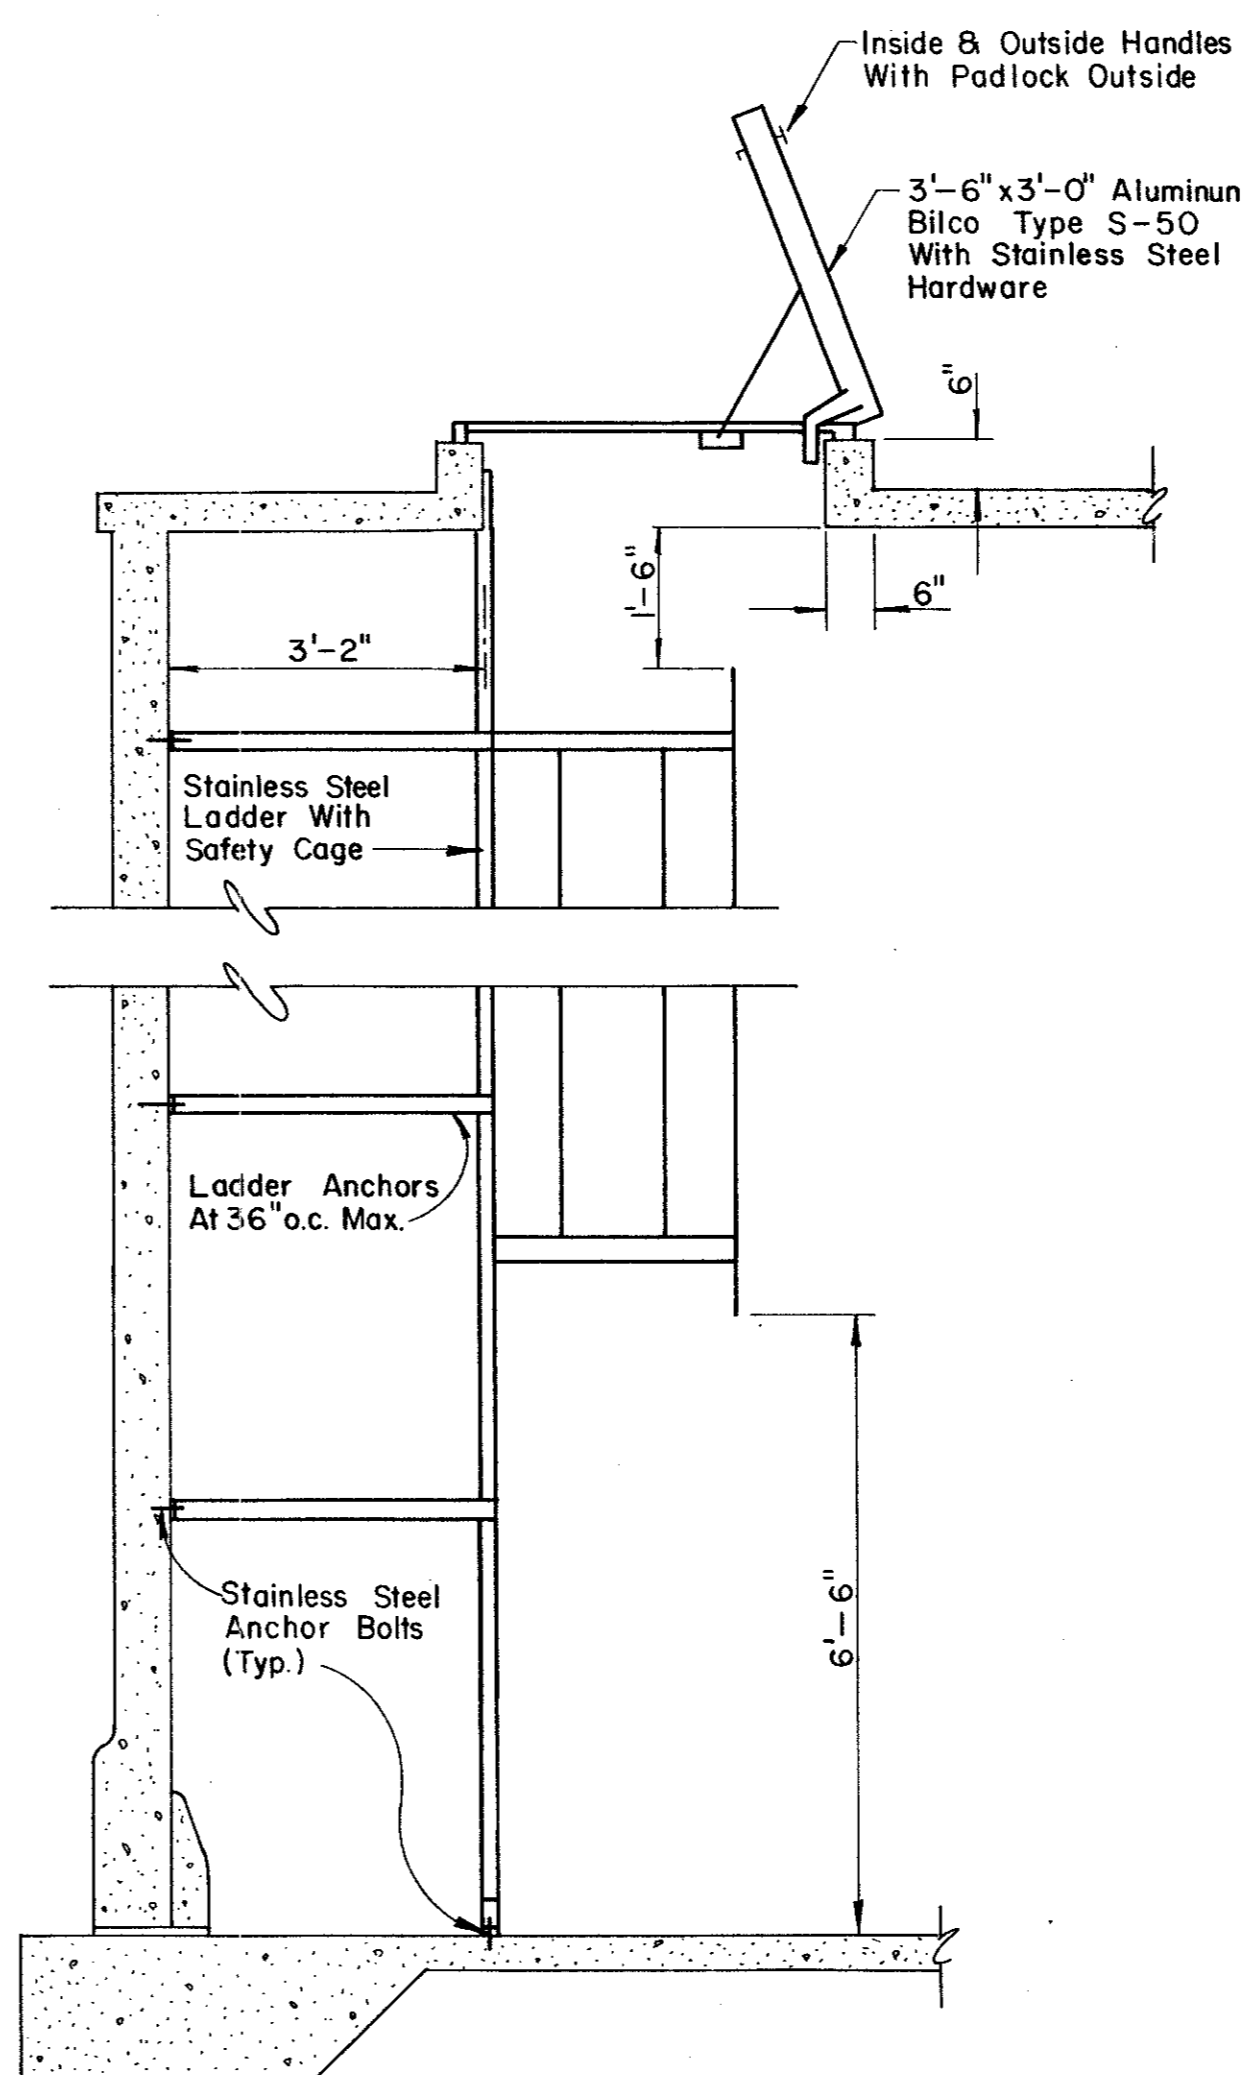 Inside & Outside Handles
With Padlock Outside
3'-6"x3'-0" Aluminun
Bilco Type S-50
With Stainless Steel
Hardware
6"
1'-6"
6"
3'-2"
Stainless Steel
Ladder With
Safety Cage
Ladder Anchors
At 36"o.c. Max.
Stainless Steel
Anchor Bolts
(Typ.)
6'-6"